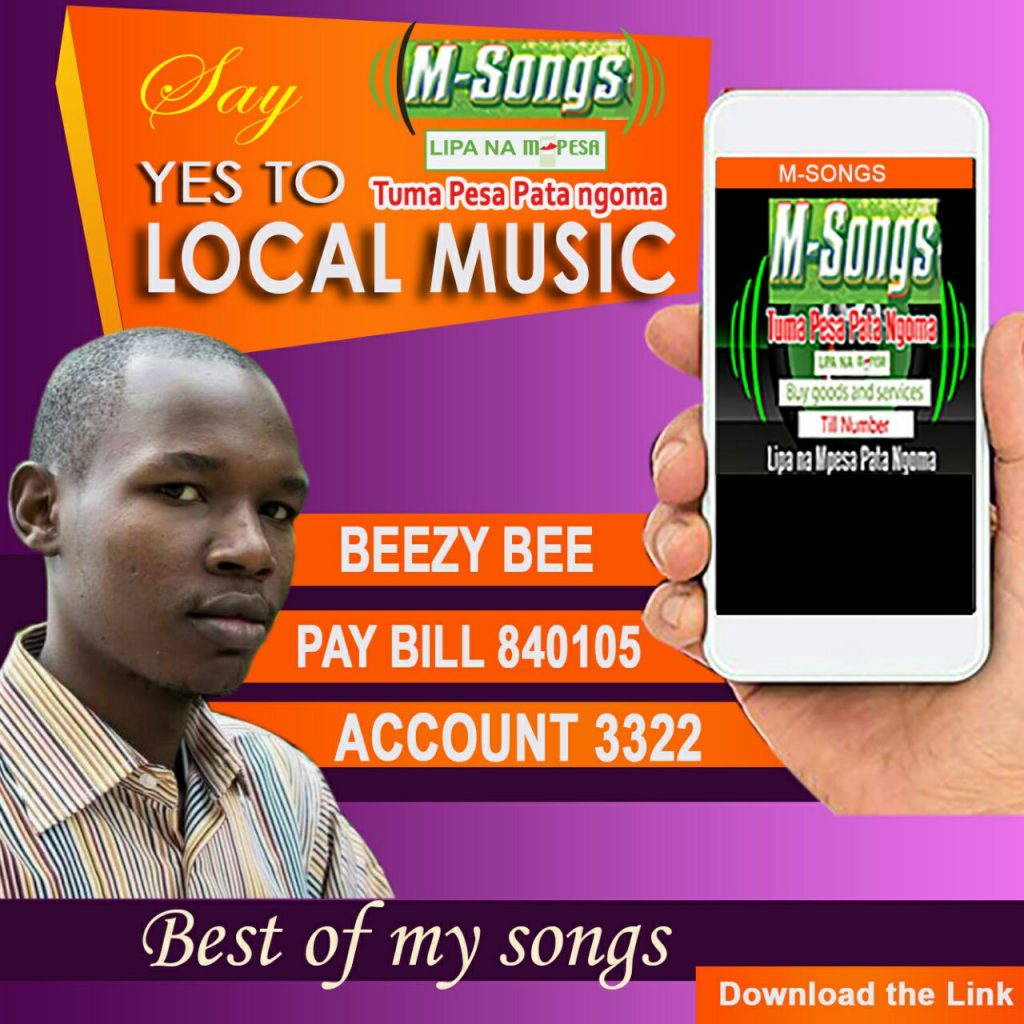 Say
M-Songs
LIPA NA M-PESA
YES TO
Tuma Pesa Pata ngoma
LOCAL MUSIC
M-SONGS
M-Songs
Tuma Pesa Pata Ngoma
LIPA NA M-PESA
Buy goods and services
Till Number
Lipa na Mpesa Pata Ngoma
BEEZY BEE
PAY BILL 840105
ACCOUNT 3322
Best of my songs
Download the Link